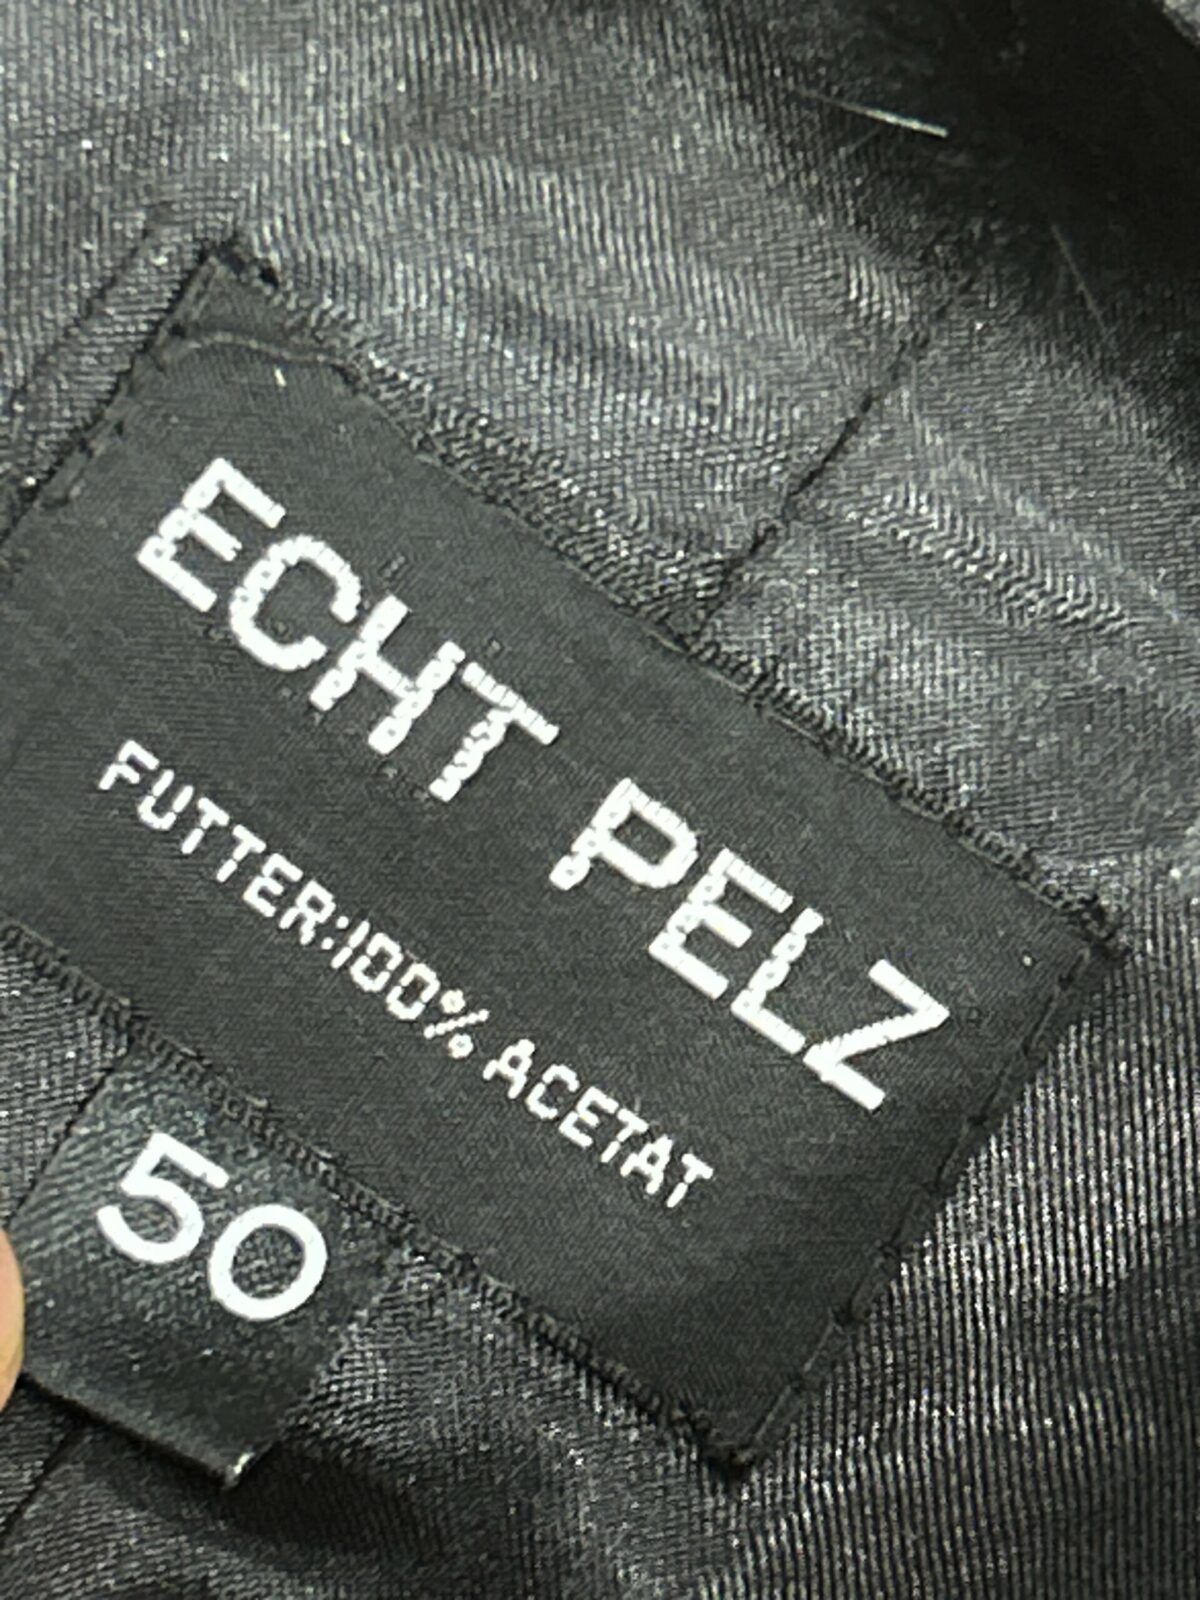 ECHT PELZ
FUTTER:100% ACETAT
50